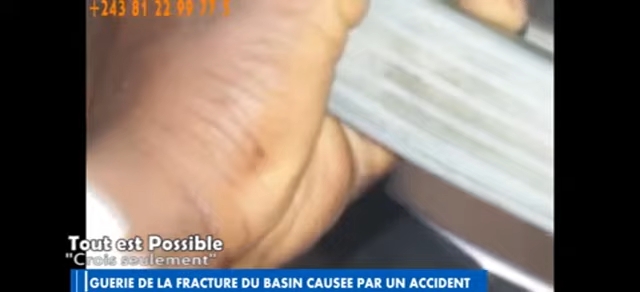 +243 81 22 99 77 3
Tout est Possible
"Crois seulement"
GUERIE DE LA FRACTURE DU BASIN CAUSEE PAR UN ACCIDENT